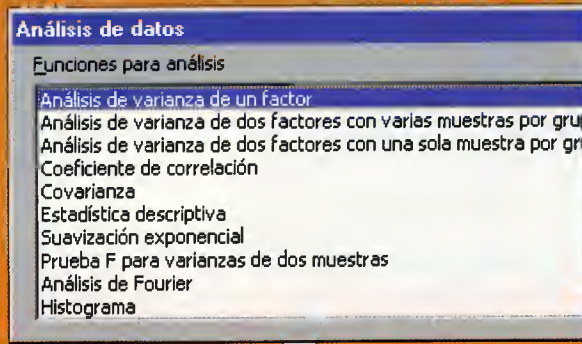 Análisis de datos
Funciones para análisis
Análisis de varianza de un factor
Análisis de varianza de dos factores con varias muestras por
Análisis de varianza de dos factores con una sola muestra por
Coeficiente de correlación
Covarianza
Estadística descriptiva
Suavización exponencial
Prueba F para varianzas de dos muestras
Análisis de Fourier
Histograma